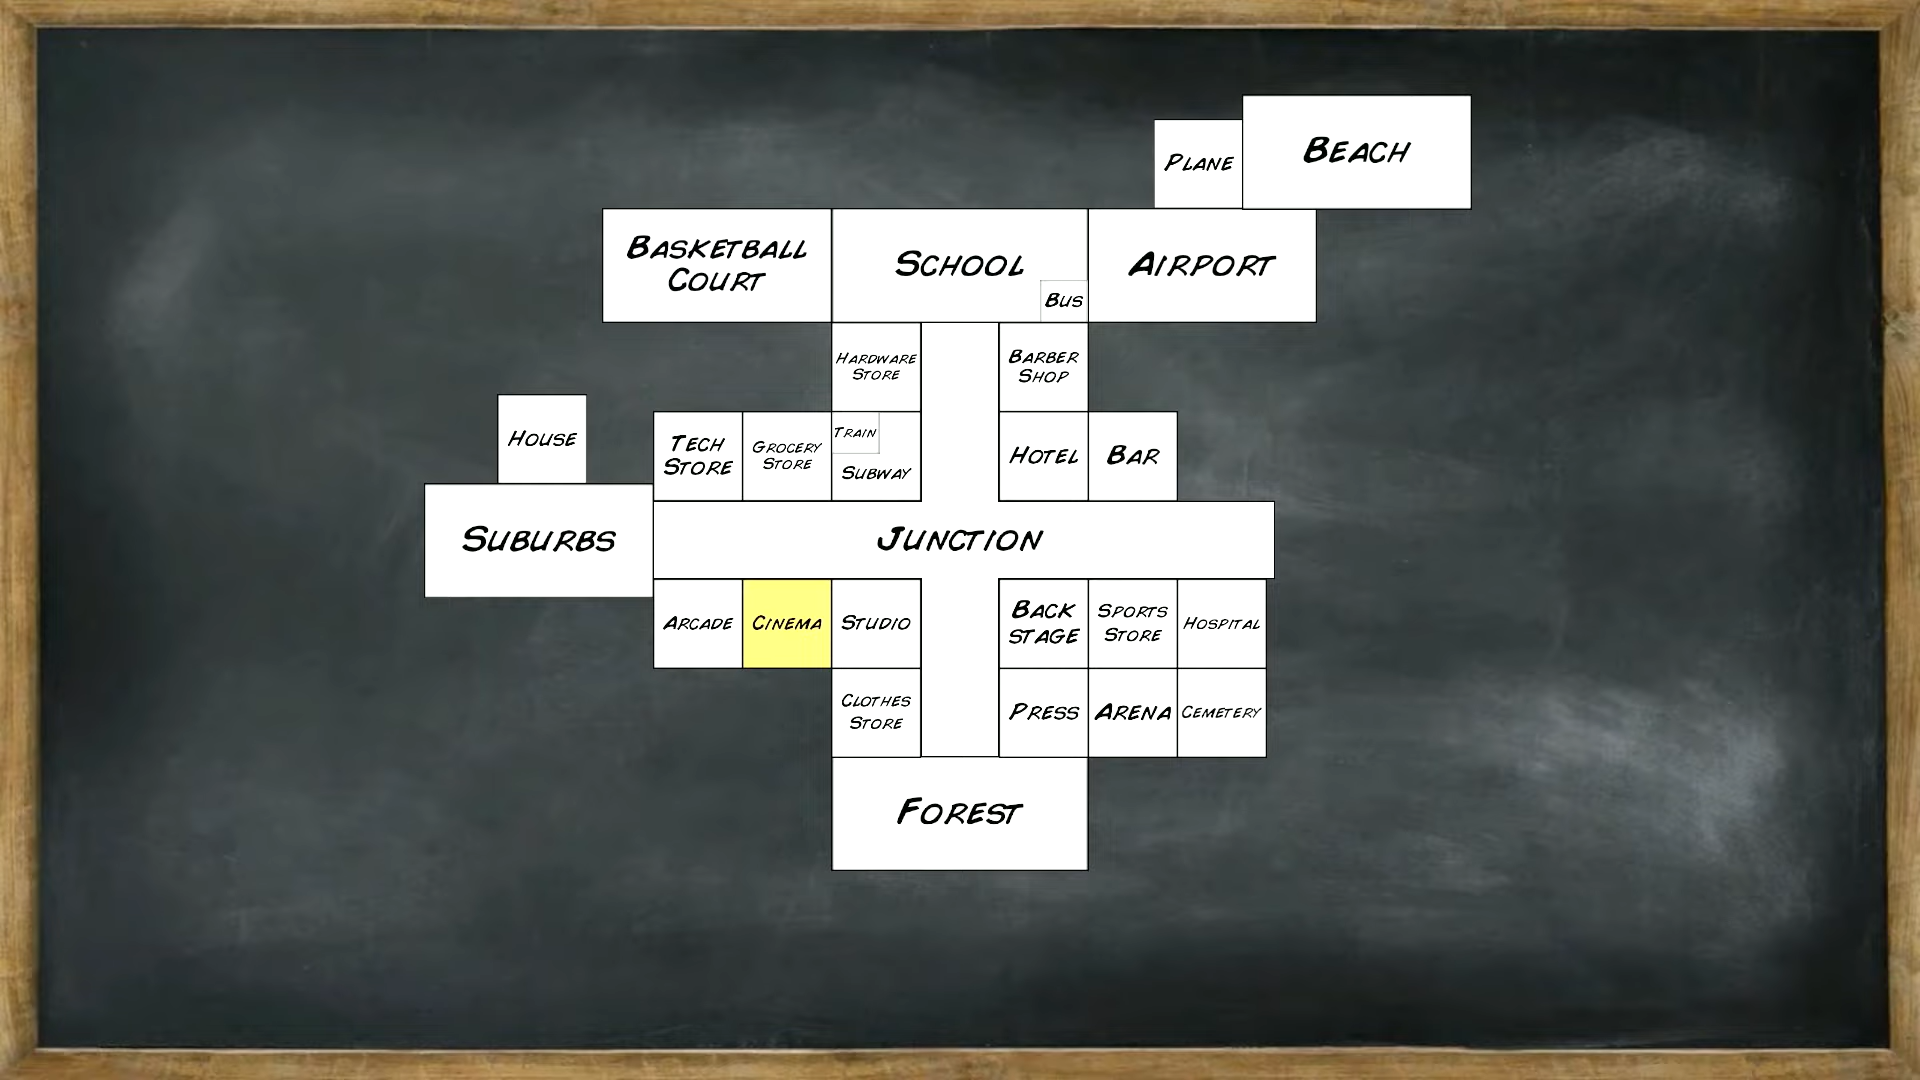 BEACH
PLANE
BASKETBALL
COURT
SCHOOL
AIRPORT
BUS
HARDWARE
STORE
BARBER
SHOP
HOUSE
TECH
STORE
GROCERY
STORE
TRAIN
SUBWAY
HOTEL
BAR
SUBURBS
JUNCTION
ARCADE
CINEMA
STUDIO
BACK
STAGE
SPORTS
STORE
HOSPITAL
CLOTHES
STORE
PRESS
ARENA
CEMETERY
FOREST